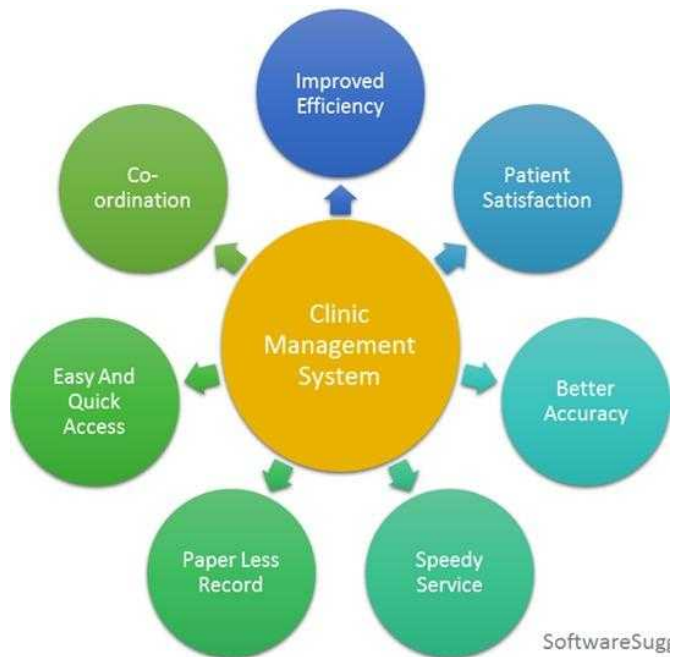 Improved
Efficiency
Patient
Satisfaction
Better
Accuracy
Speedy
Service
Paper Less
Record
Easy And
Quick
Access
Co-
ordination
Clinic
Management
System
SoftwareSugg